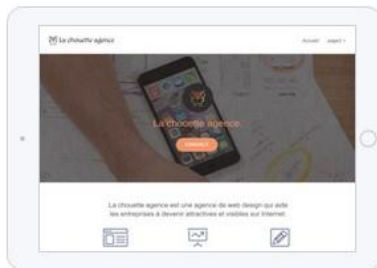 La chouette agence
Accueil page2
La chouette agence.
CONTACT
La chouette agence est une agence de web design qui aide
les entreprises à devenir attractives et visibles sur Internet